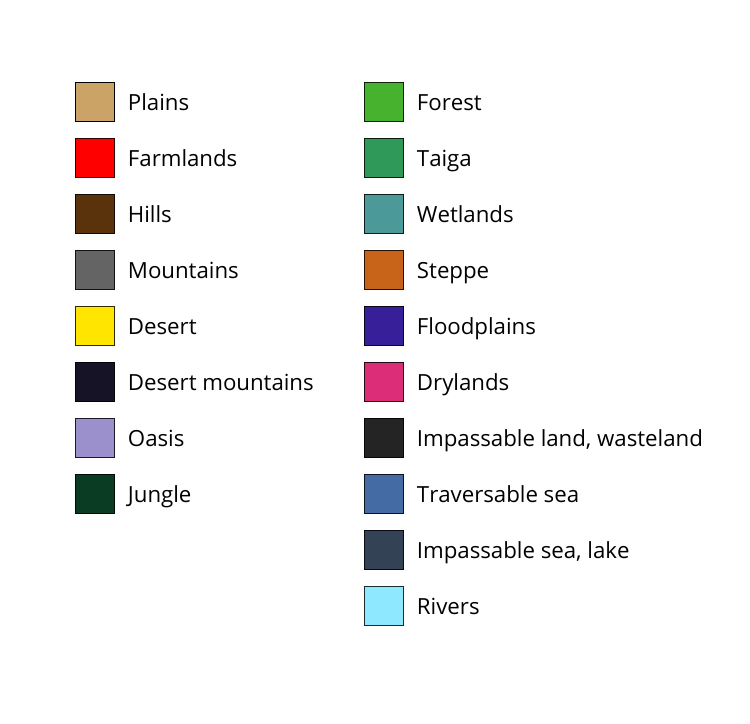 Plains
Farmlands
Hills
Mountains
Desert
Desert mountains
Oasis
Jungle
Forest
Taiga
Wetlands
Steppe
Floodplains
Drylands
Impassable land, wasteland
Traversable sea
Impassable sea, lake
Rivers